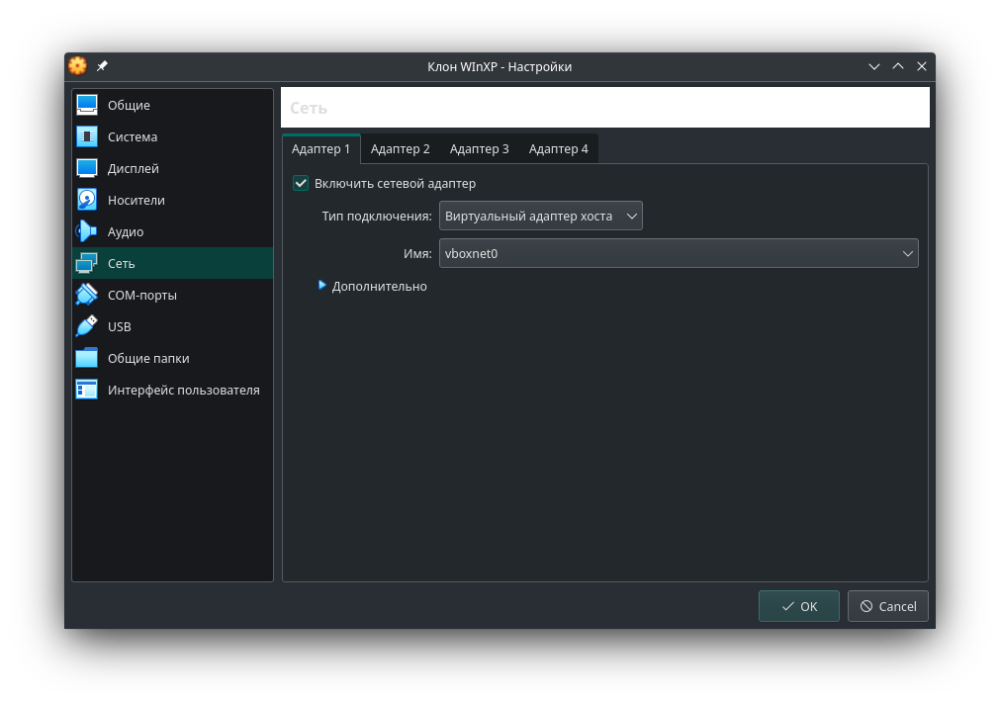 Клон WInXP - Настройки
Общие
Система
Дисплей
Носители
Аудио
Сеть
COM-порты
USB
Общие папки
Интерфейс пользователя
Сеть
Адаптер 1 Адаптер 2 Адаптер 3 Адаптер 4
Включить сетевой адаптер
Тип подключения: Виртуальный адаптер хоста
Имя: vboxnet0
Дополнительно
OK Cancel